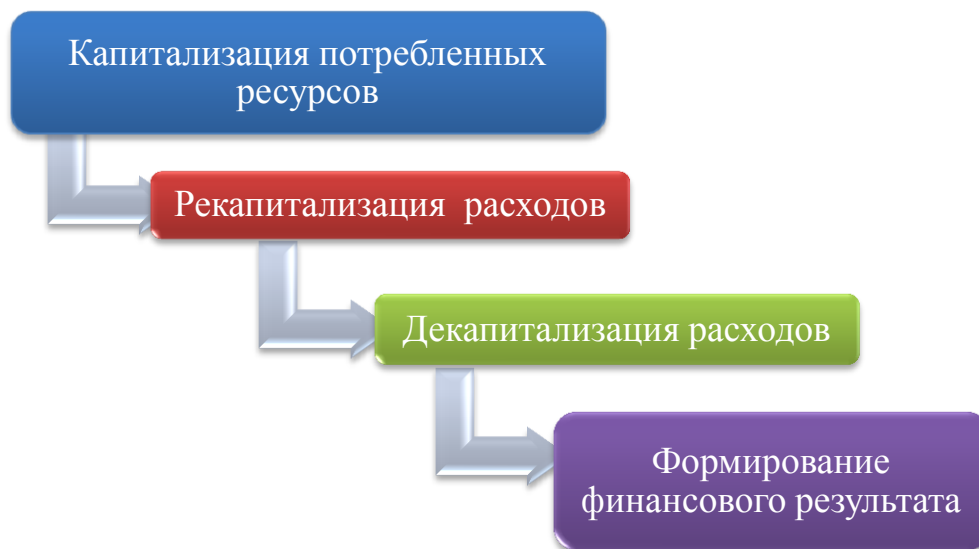 Капитализация потребленных
ресурсов
Рекапитализация расходов
Декапитализация расходов
Формирование
финансового результата